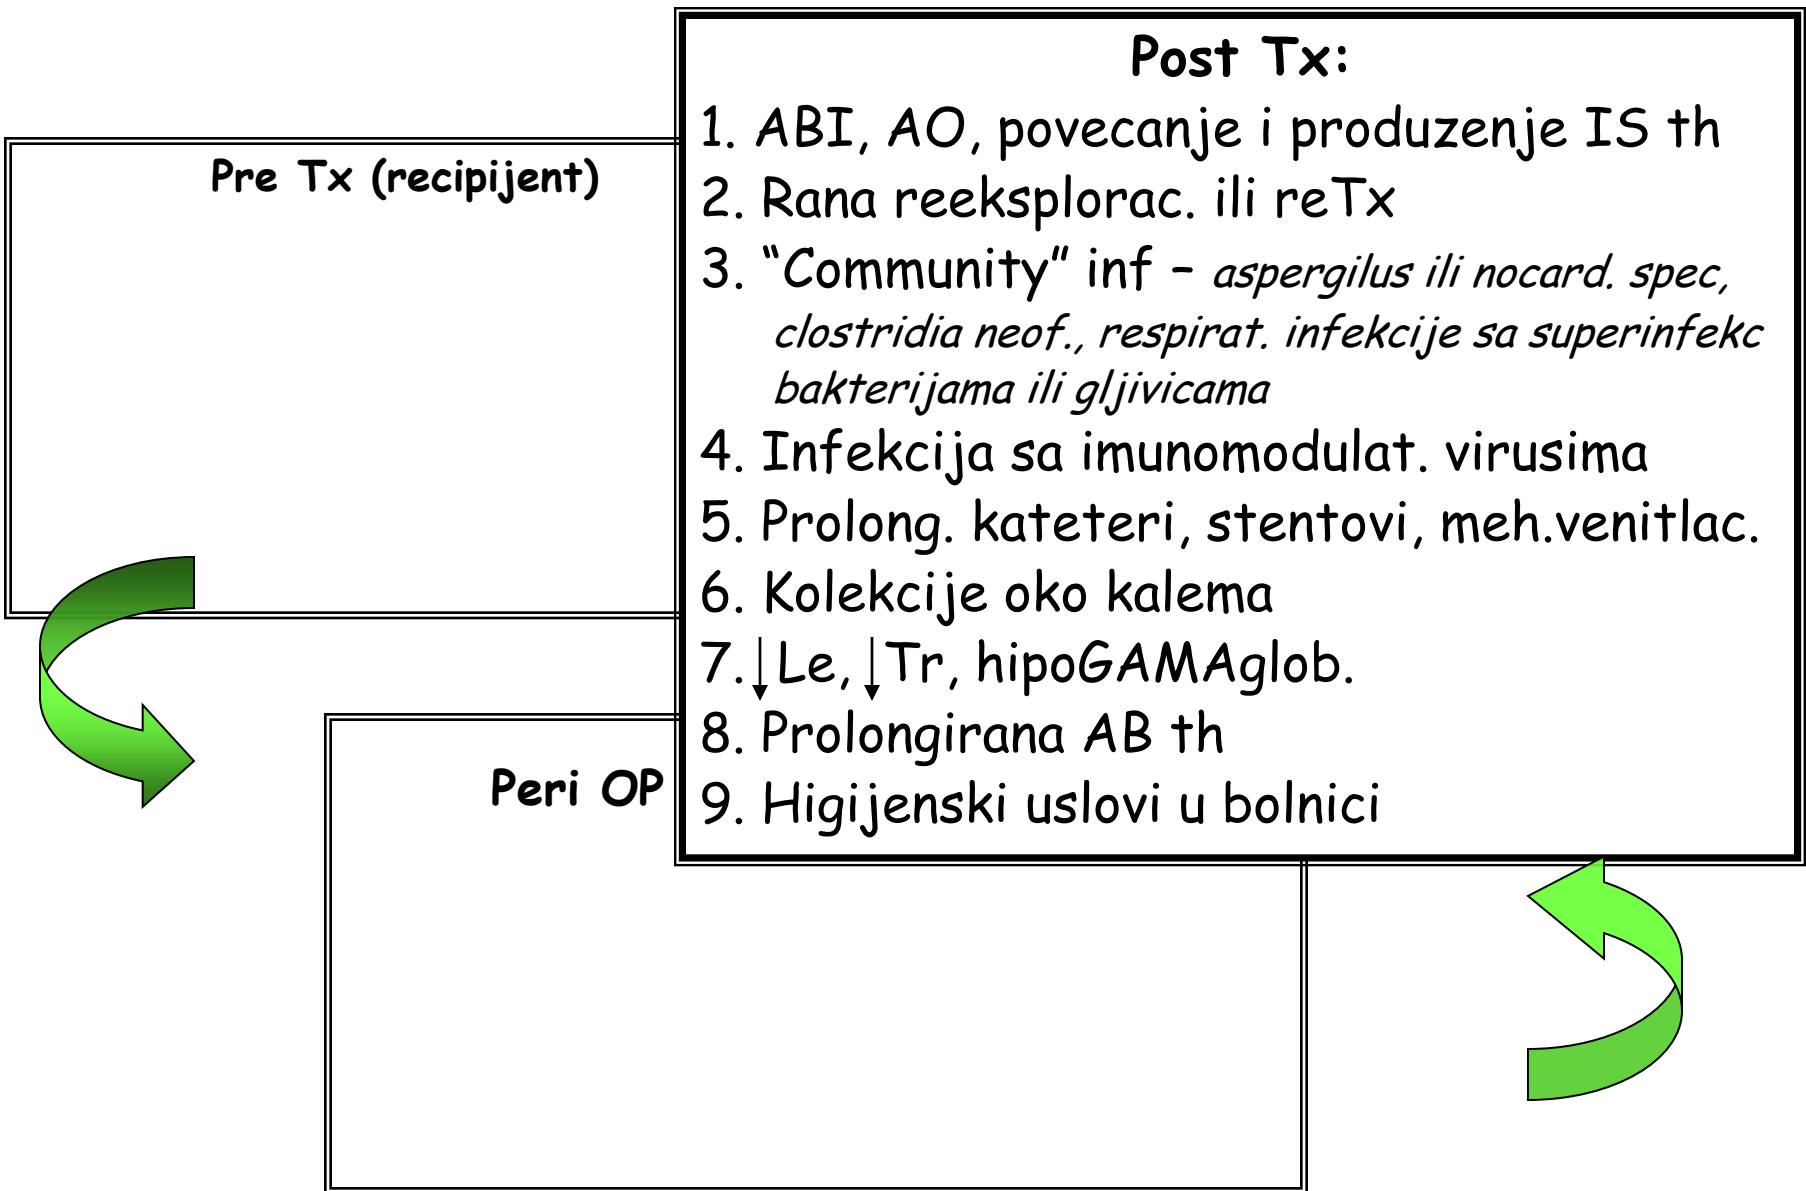 Pre Tx (recipijent)
Peri OP
Post Tx:
1. ABI, AO, povecanje i produzenje IS th
2. Rana reeksplorac. ili reTx
3. “Community” inf – aspergilus ili nocard. spec,
clostridia neof., respirat. infekcije sa superinfekc
bakterijama ili gljivicama
4. Infekcija sa imunomodulat. virusima
5. Prolong. kateteri, stentovi, meh.venitlac.
6. Kolekcije oko kalema
7.↓Le, ↓Tr, hipoGAMAglob.
8. Prolongirana AB th
9. Higijenski uslovi u bolnici